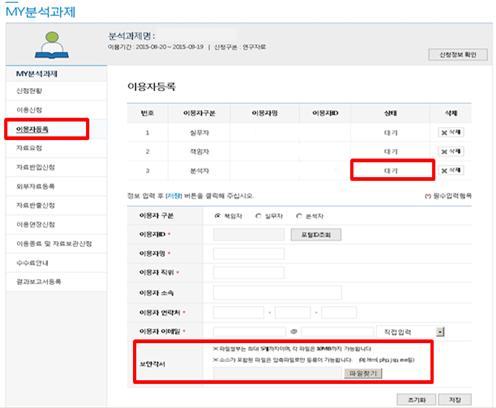 MY분석과제
분석과제명 :
이용기간 : 2015-08-20 ~ 2015-09-19 | 신청구분 : 연구자료
신청정보 확인
MY분석과제
신청현황
이용신청
이용자등록
자료요청
자료반입신청
외부자료등록
자료반출신청
이용연장신청
이용종료 및 자료보관신청
수수료안내
결과보고서등록
이용자등록
번호 이용자구분 이용자명 이용자ID 상태 삭제
1 실무자 대기 삭제
2 책임자 대기 삭제
3 분석자 대기 삭제
정보 입력 후 [저장] 버튼을 클릭해 주십시오. (*) 필수입력항목
이용자 구분 책임자 실무자 분석자
이용자ID * 포털ID조회
이용자명 *
이용자 직위 *
이용자 소속
이용자 연락처 * - -
이용자 이메일 * @ 직접입력
보안각서
※파일첨부는 최대 5개까지이며, 각 파일은 10MB까지 가능합니다
※소스가 포함된 파일은 압축파일로만 등록이 가능합니다.
파일찾기
초기화 저장